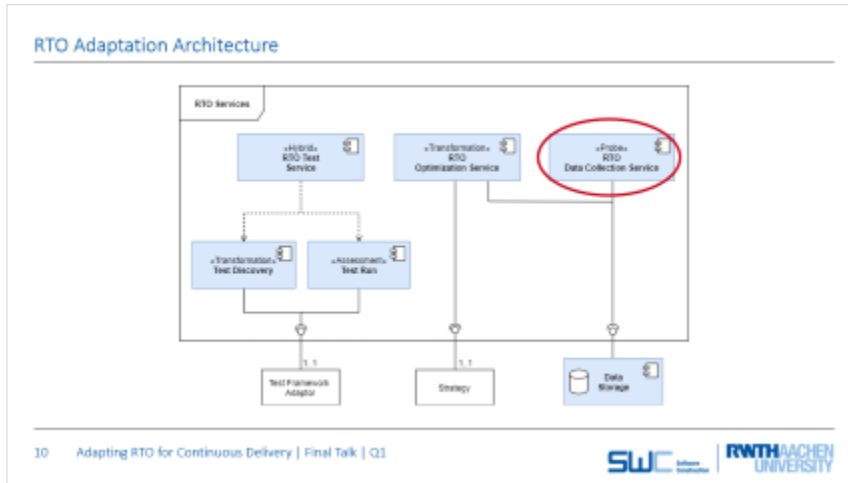 RTO Adaptation Architecture
RTO Services
«Hybrid»
RTO Test
Service
«Transformation»
RTO
Optimization Service
«Probe»
RTO
Data Collection Service
«Transformation»
Test Discovery
«Assessment»
Test Run
1..1
1..1
Test Framework
Adaptor
Strategy
Data
Storage
10 Adapting RTO for Continuous Delivery | Final Talk | Q1
SWC Software
Construction
RWTHAACHEN
UNIVERSITY